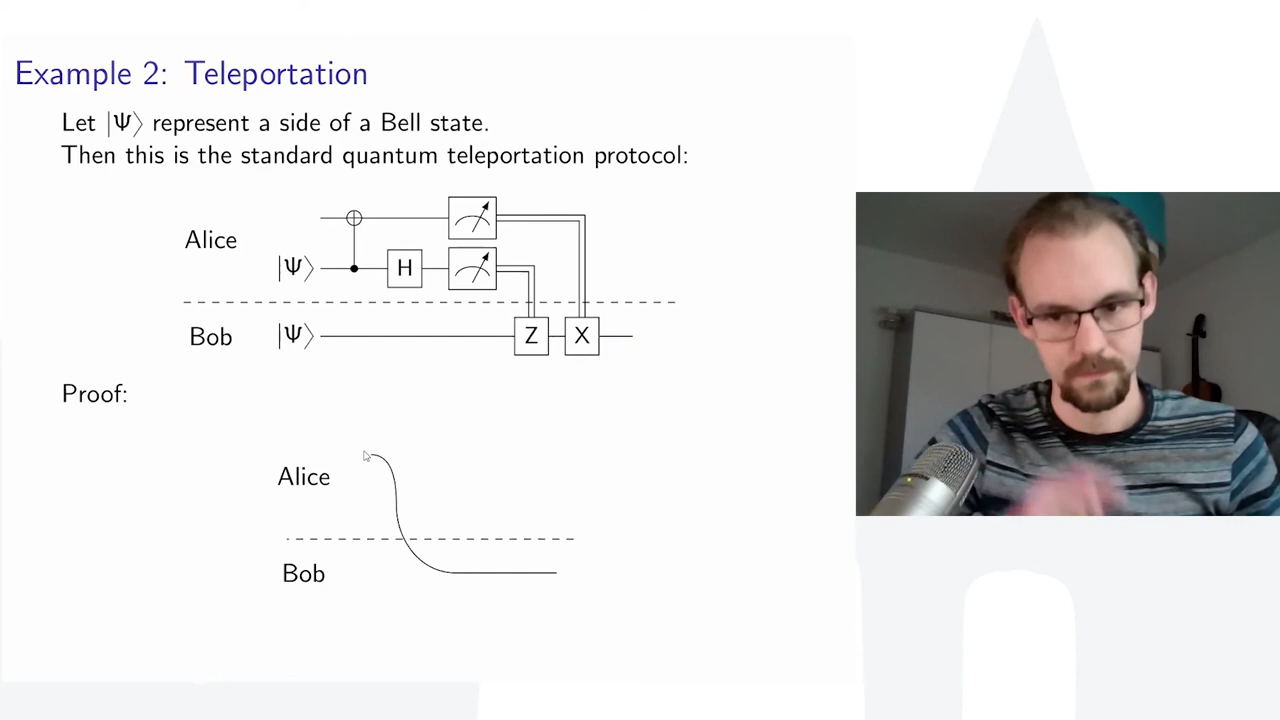 Example 2: Teleportation
Let |Ψ⟩ represent a side of a Bell state.
Then this is the standard quantum teleportation protocol:
Alice
|Ψ⟩ H
Bob |Ψ⟩ Z X
Proof:
Alice
Bob